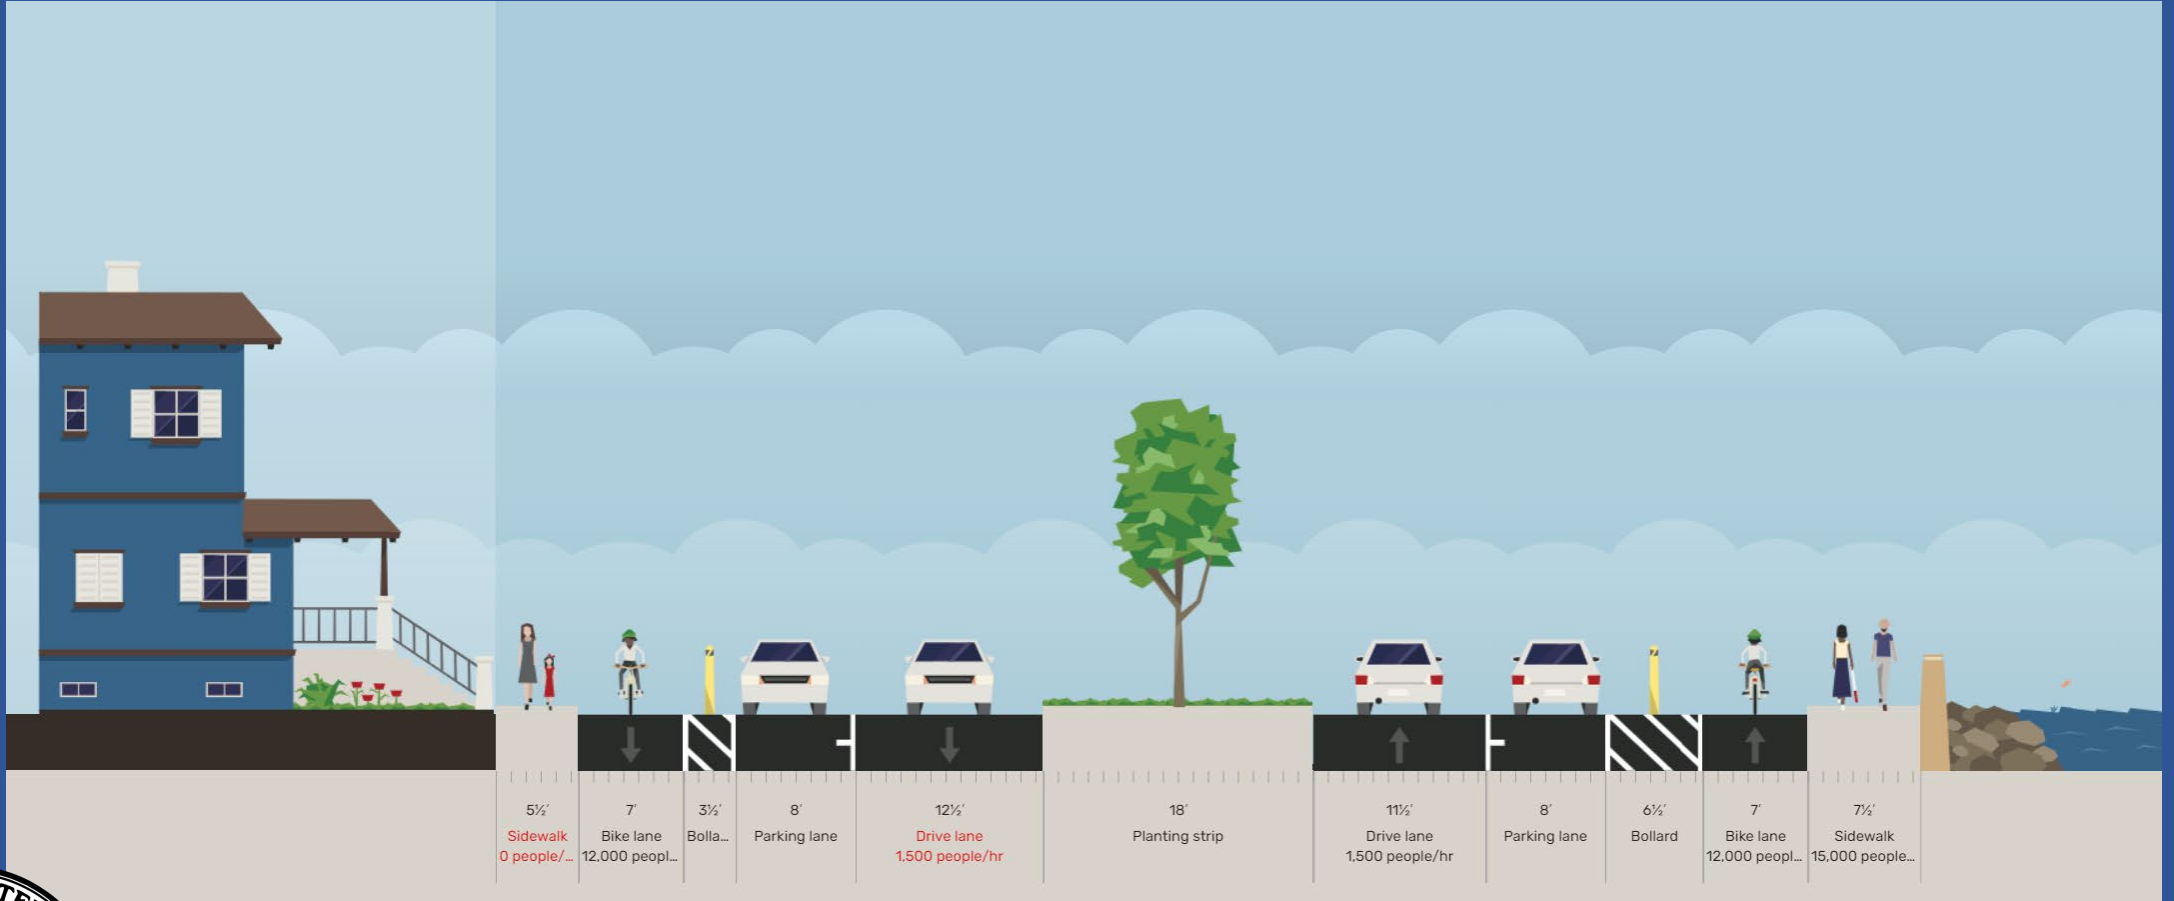 5½′
Sidewalk
0 people/...
7′
Bike lane
12,000 peopl...
3½′
Bolla...
8′
Parking lane
12½′
Drive lane
1,500 people/hr
18′
Planting strip
11½′
Drive lane
1,500 people/hr
8′
Parking lane
6½′
Bollard
7′
Bike lane
12,000 peopl...
7½′
Sidewalk
15,000 people...